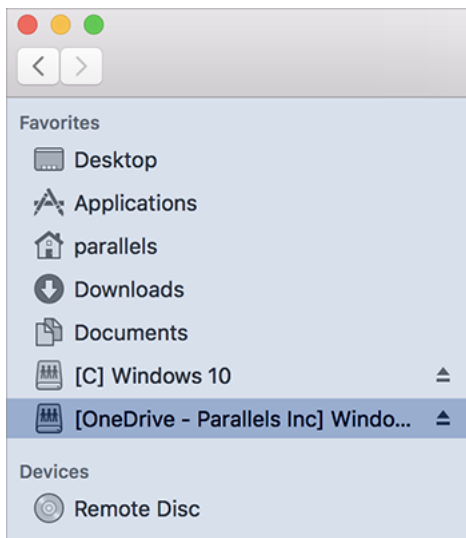 Favorites
Desktop
Applications
parallels
Downloads
Documents
[C] Windows 10
[OneDrive - Parallels Inc] Windo...
Devices
Remote Disc